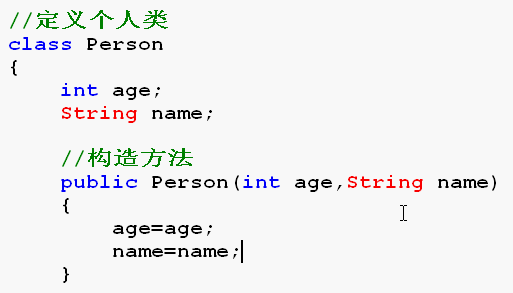 //定义个人类
class Person
{
int age;
String name;
//构造方法
public Person(int age,String name)
{
age=age;
name=name;
}